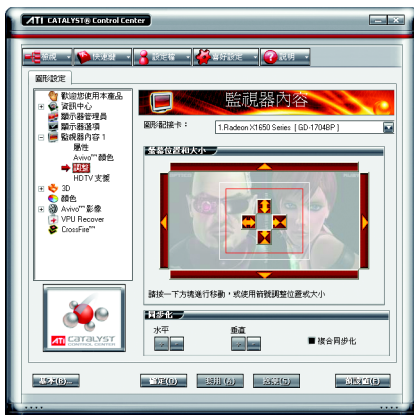 ATI CATALYST® Control Center
檢視
快速鍵
設定檔
喜好設定
說明
圖形設定
歡迎您使用本產品
資訊中心
顯示器管理員
顯示器選項
監視器內容 1
屬性
Avivo™ 顏色
調整
HDTV 支援
3D
顏色
Avivo™ 影像
VPU Recover
CrossFire™
ATI CATALYST
CONTROL CENTER
監視器內容
圖形配接卡：
1.Radeon X1650 Series [ GD-1704BP ]
螢幕位置和大小
請按一下方塊進行移動，或使用箭號調整位置或大小
同步化
水平
垂直
複合同步化
基本(B)...
確定(O)
套用 (A)
放棄(S)
預設值(E)